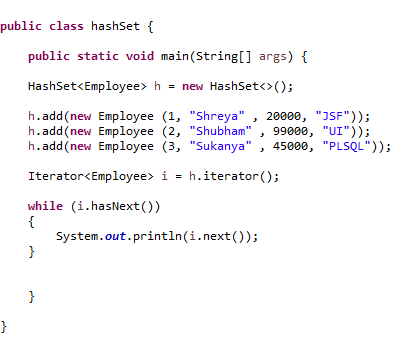 public class hashSet {
public static void main(String[] args) {
HashSet<Employee> h = new HashSet<>();
h.add(new Employee (1, "Shreya" , 20000, "JSF"));
h.add(new Employee (2, "Shubham" , 99000, "UI"));
h.add(new Employee (3, "Sukanya" , 45000, "PLSQL"));
Iterator<Employee> i = h.iterator();
while (i.hasNext())
{
System.out.println(i.next());
}
}
}